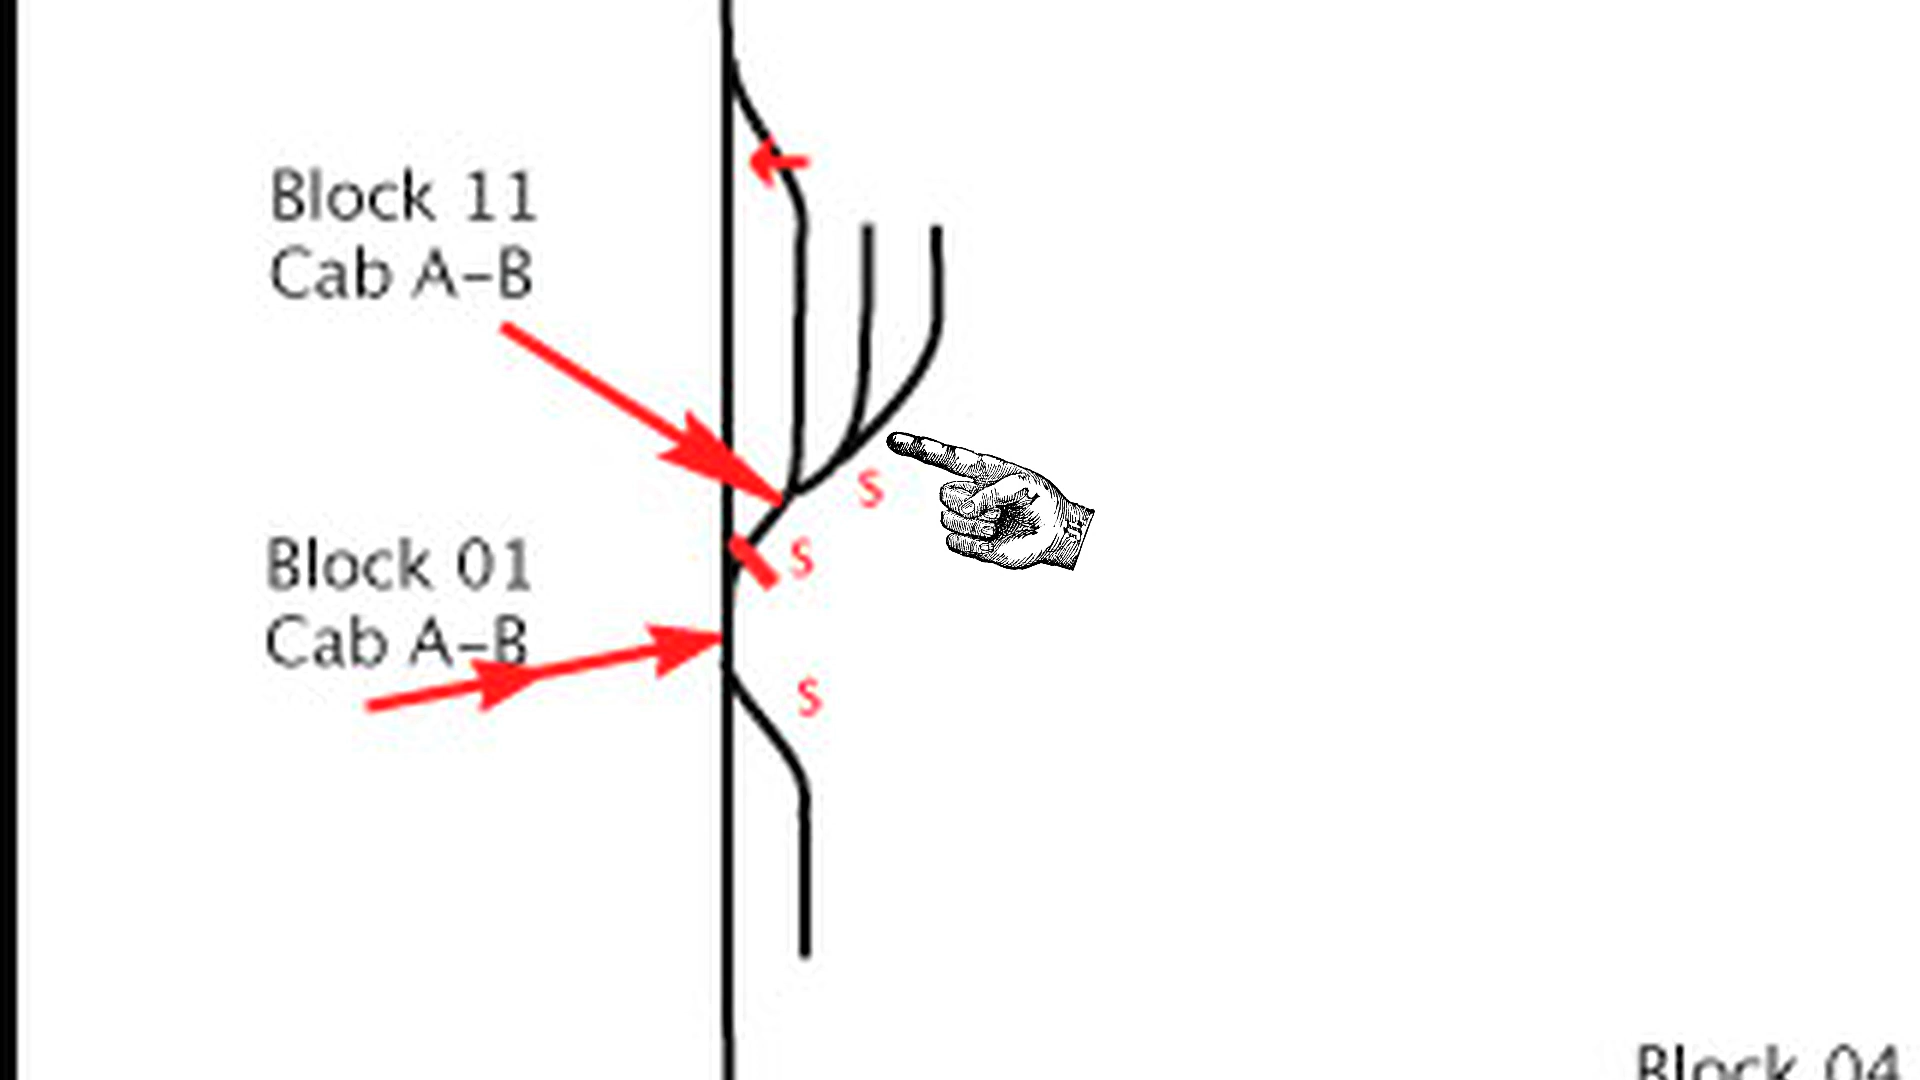 Block 11
Cab A-B
S
S
Block 01
Cab A-B
S
Block 04